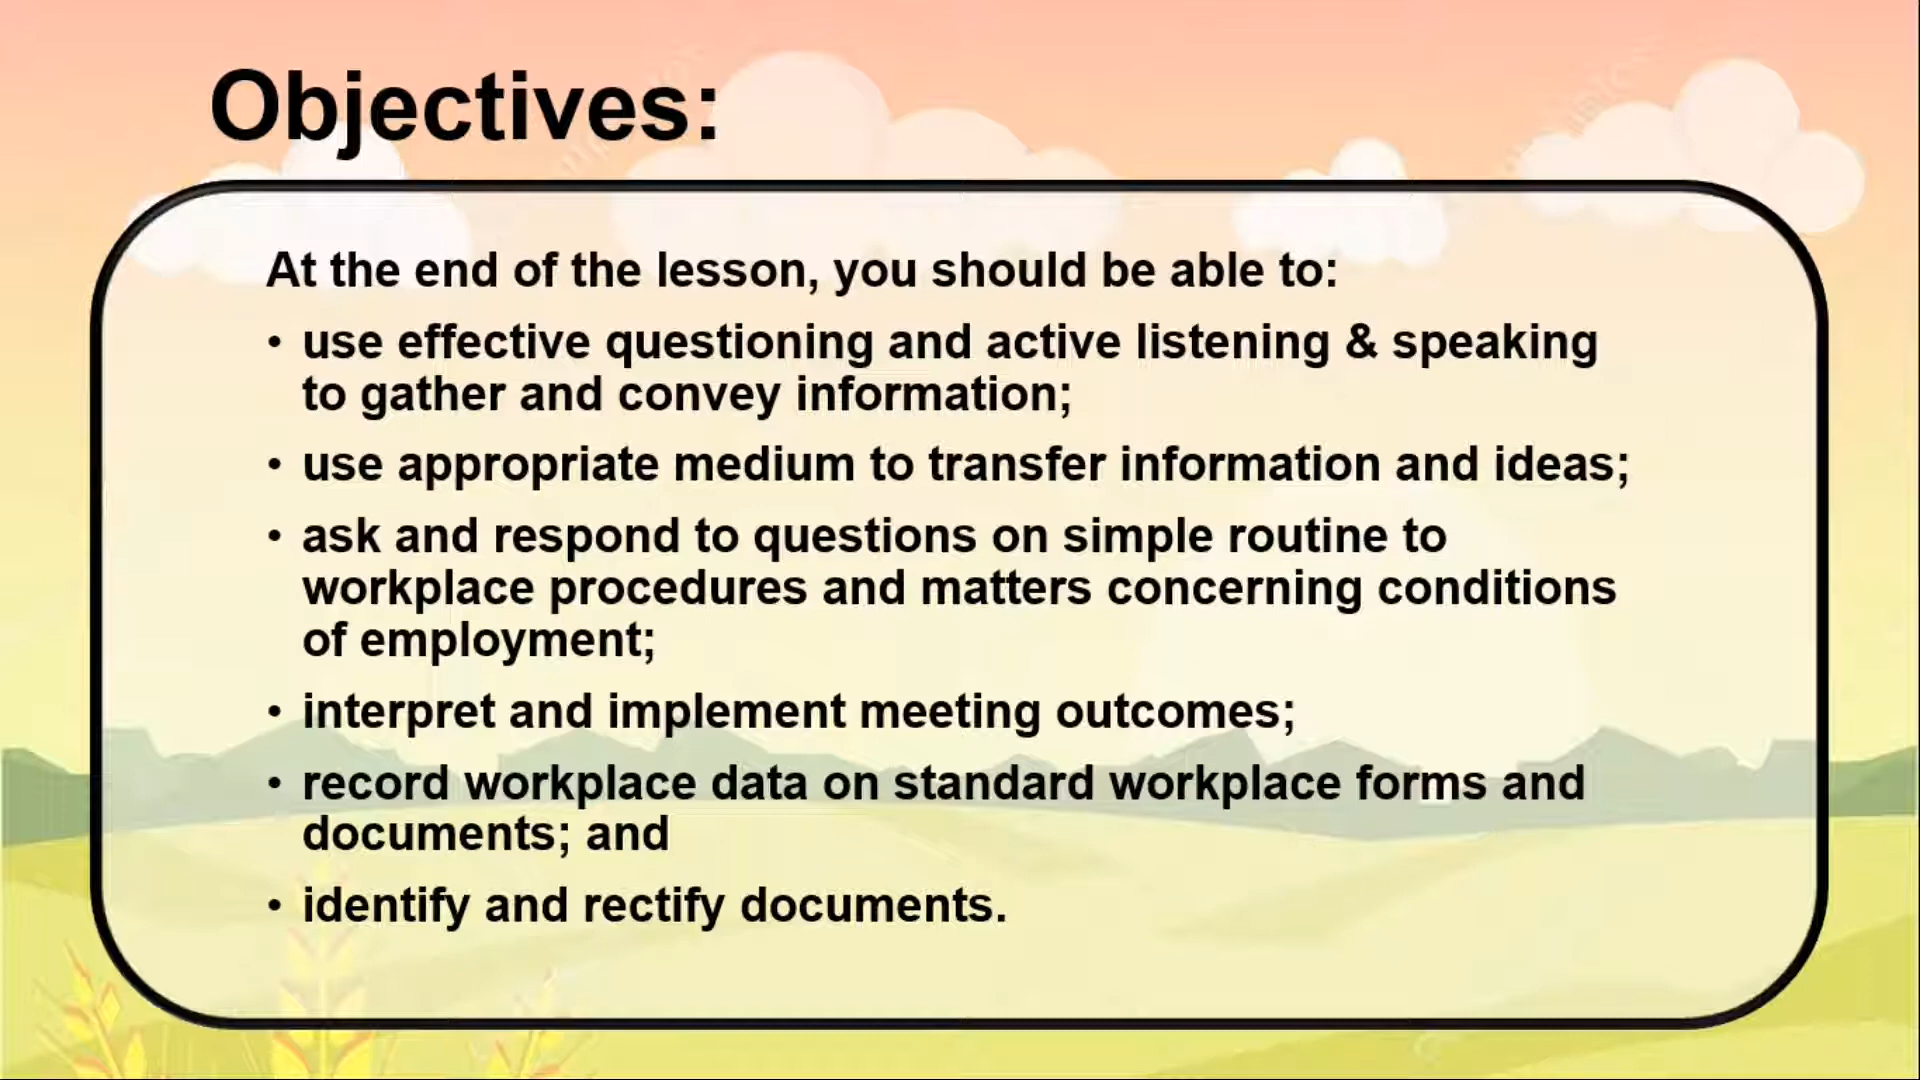 Objectives:
At the end of the lesson, you should be able to:
• use effective questioning and active listening & speaking
to gather and convey information;
• use appropriate medium to transfer information and ideas;
• ask and respond to questions on simple routine to
workplace procedures and matters concerning conditions
of employment;
• interpret and implement meeting outcomes;
• record workplace data on standard workplace forms and
documents; and
• identify and rectify documents.